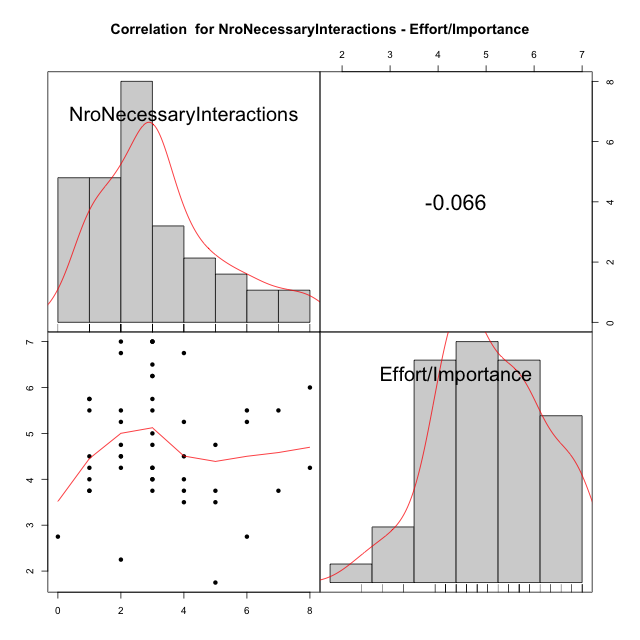 Correlation  for NroNecessaryInteractions - Effort/Importance
2 3 4 5 6 7
NroNecessaryInteractions
8
6
4
2
0
-0.066
7
6
5
4
3
2
Effort/Importance
0 2 4 6 8